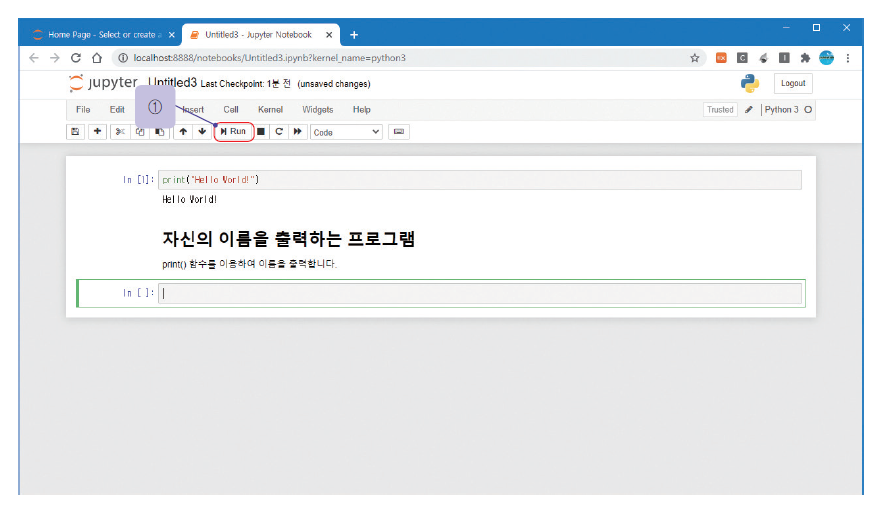 Home Page - Select or create a
Untitled3 - Jupyter Notebook
localhost:8888/notebooks/Untitled3.ipynb?kernel_name=python3
jupyter Untitled3 Last Checkpoint: 1분 전 (unsaved changes)
Logout
File Edit Insert Cell Kernel Widgets Help
Trusted Python 3
①
Run Code
In [1]: print("Hello World!")
Hello World!
자신의 이름을 출력하는 프로그램
print() 함수를 이용하여 이름을 출력합니다.
In [ ]: